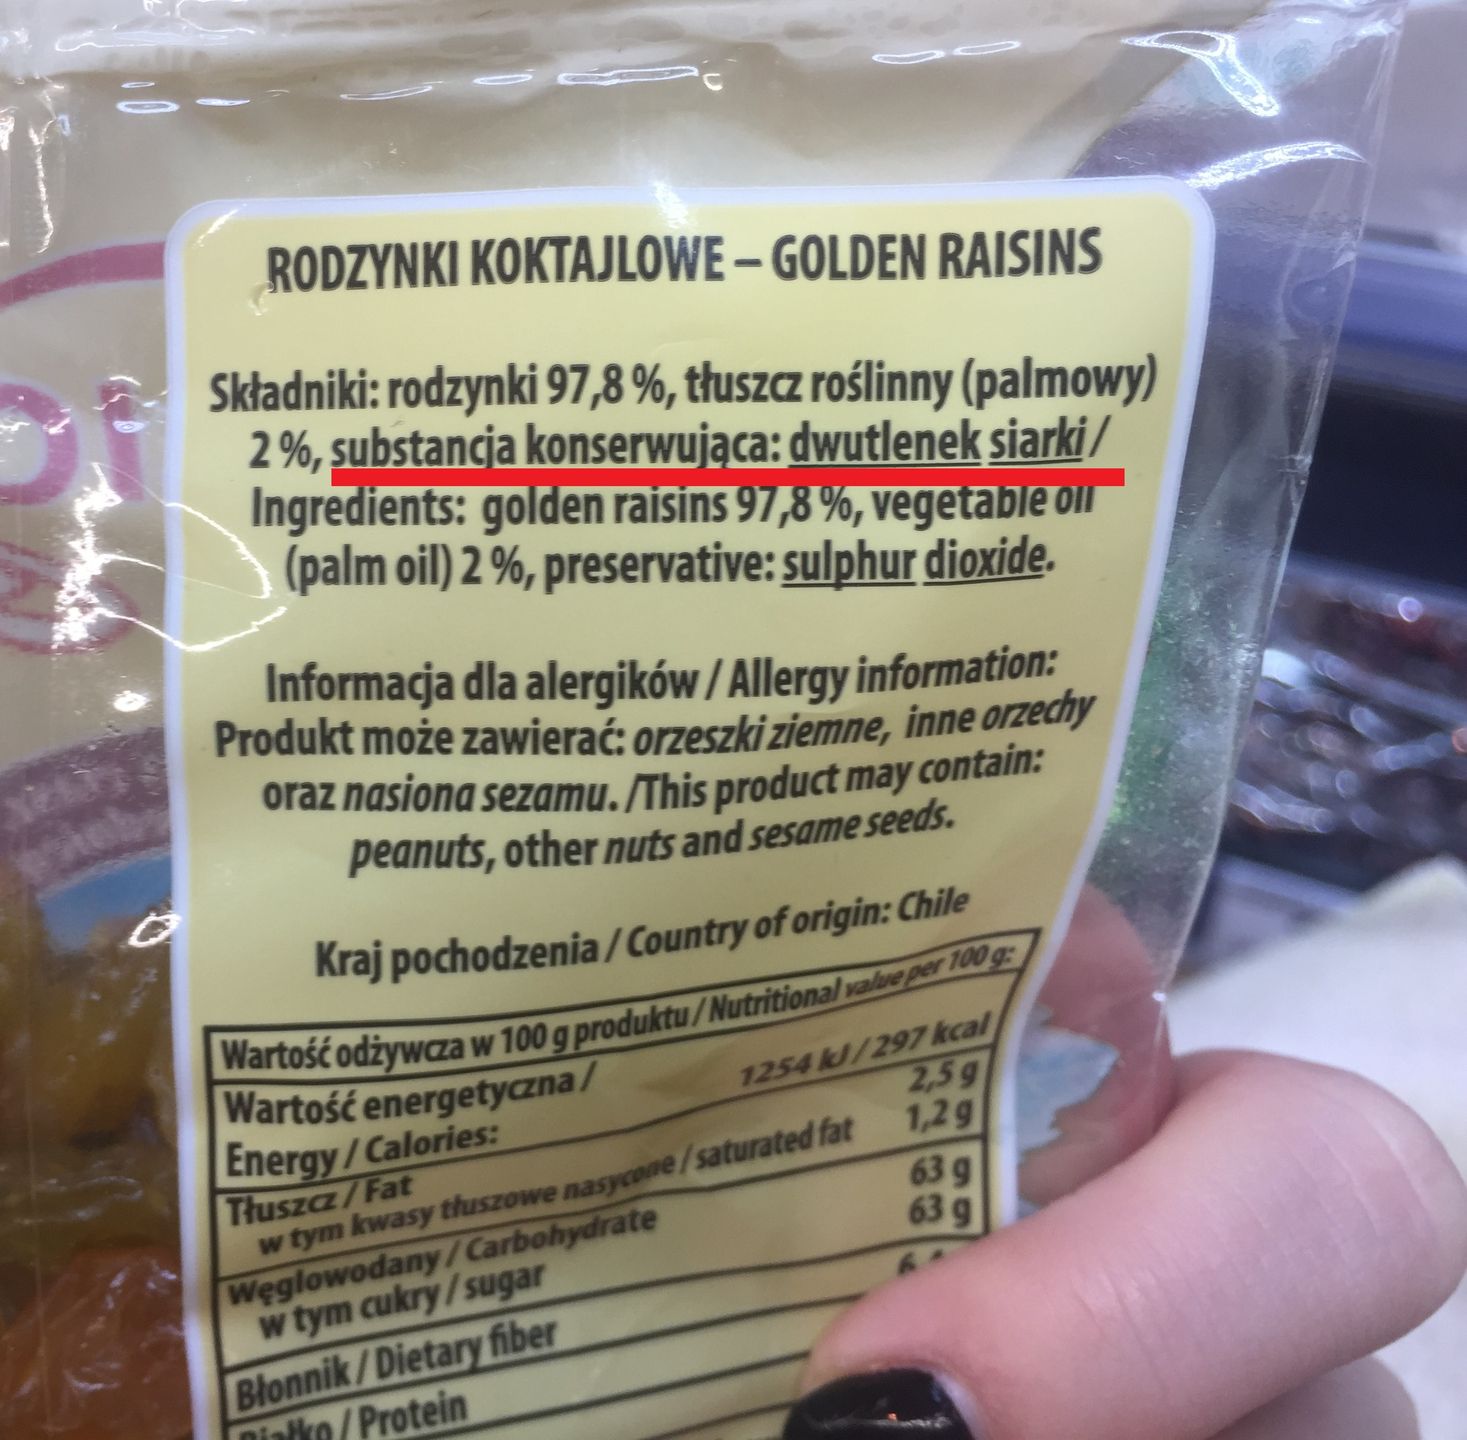 RODZYNKI KOKTAJLOWE – GOLDEN RAISINS
Składniki: rodzynki 97,8 %, tłuszcz roślinny (palmowy)
2 %, substancja konserwująca: dwutlenek siarki /
Ingredients: golden raisins 97,8 %, vegetable oil
(palm oil) 2 %, preservative: sulphur dioxide.
Informacja dla alergików / Allergy information:
Produkt może zawierać: orzeszki ziemne, inne orzechy
oraz nasiona sezamu. /This product may contain:
peanuts, other nuts and sesame seeds.
Kraj pochodzenia / Country of origin: Chile
Wartość odżywcza w 100 g produktu / Nutritional value per 100 g:
Wartość energetyczna /
Energy / Calories: 1254 kJ / 297 kcal
Tłuszcz / Fat 2,5 g
w tym kwasy tłuszowe nasycone / saturated fat 1,2 g
Węglowodany / Carbohydrate 63 g
w tym cukry / sugar 63 g
Błonnik / Dietary fiber
Białko / Protein